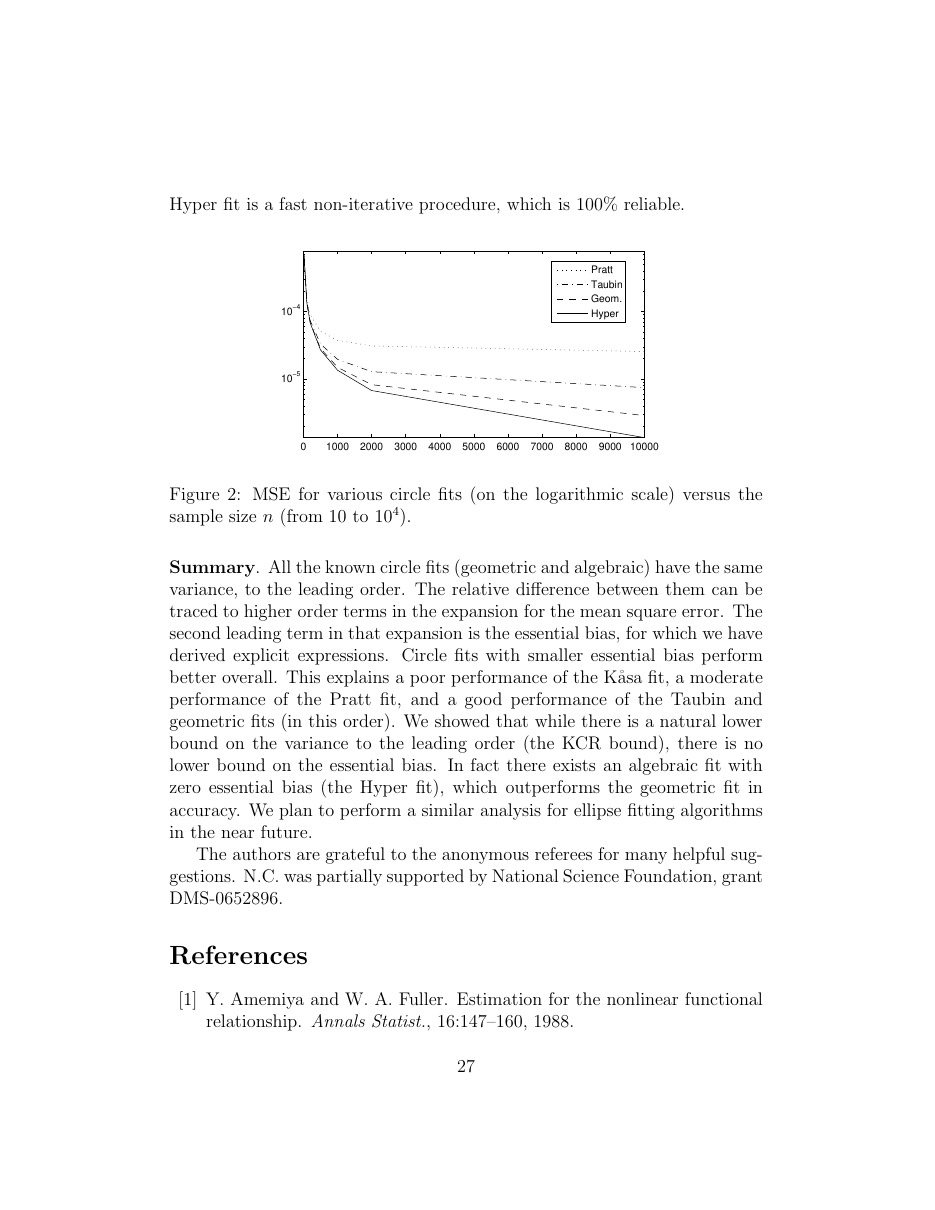 Hyper fit is a fast non-iterative procedure, which is 100% reliable.
Pratt
Taubin
Geom.
Hyper
10⁻⁴
10⁻⁵
0 1000 2000 3000 4000 5000 6000 7000 8000 9000 10000
Figure 2: MSE for various circle fits (on the logarithmic scale) versus the
sample size n (from 10 to 10⁴).
Summary. All the known circle fits (geometric and algebraic) have the same
variance, to the leading order. The relative difference between them can be
traced to higher order terms in the expansion for the mean square error. The
second leading term in that expansion is the essential bias, for which we have
derived explicit expressions. Circle fits with smaller essential bias perform
better overall. This explains a poor performance of the Kåsa fit, a moderate
performance of the Pratt fit, and a good performance of the Taubin and
geometric fits (in this order). We showed that while there is a natural lower
bound on the variance to the leading order (the KCR bound), there is no
lower bound on the essential bias. In fact there exists an algebraic fit with
zero essential bias (the Hyper fit), which outperforms the geometric fit in
accuracy. We plan to perform a similar analysis for ellipse fitting algorithms
in the near future.
The authors are grateful to the anonymous referees for many helpful sug-
gestions. N.C. was partially supported by National Science Foundation, grant
DMS-0652896.
References
[1] Y. Amemiya and W. A. Fuller. Estimation for the nonlinear functional
relationship. Annals Statist., 16:147–160, 1988.
27